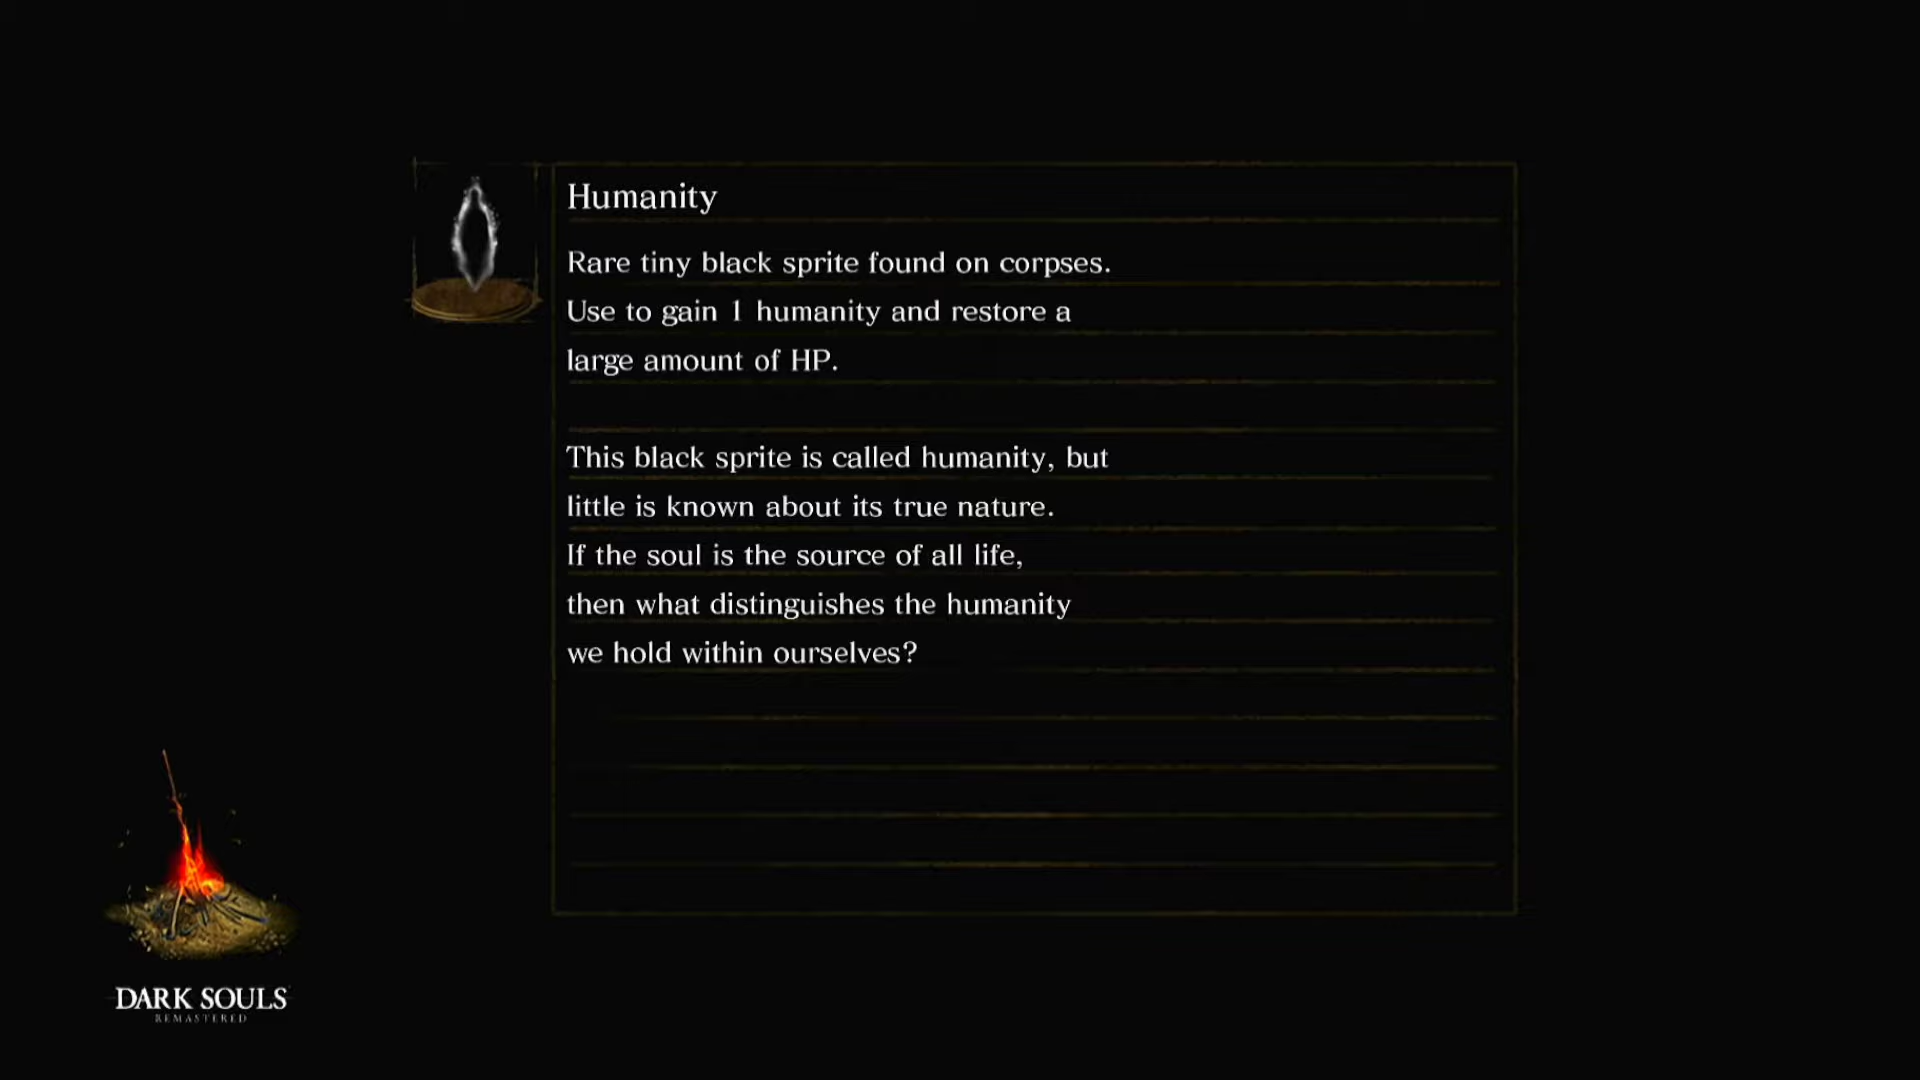 Humanity
Rare tiny black sprite found on corpses.
Use to gain 1 humanity and restore a
large amount of HP.
This black sprite is called humanity, but
little is known about its true nature.
If the soul is the source of all life,
then what distinguishes the humanity
we hold within ourselves?
DARK SOULS
REMASTERED